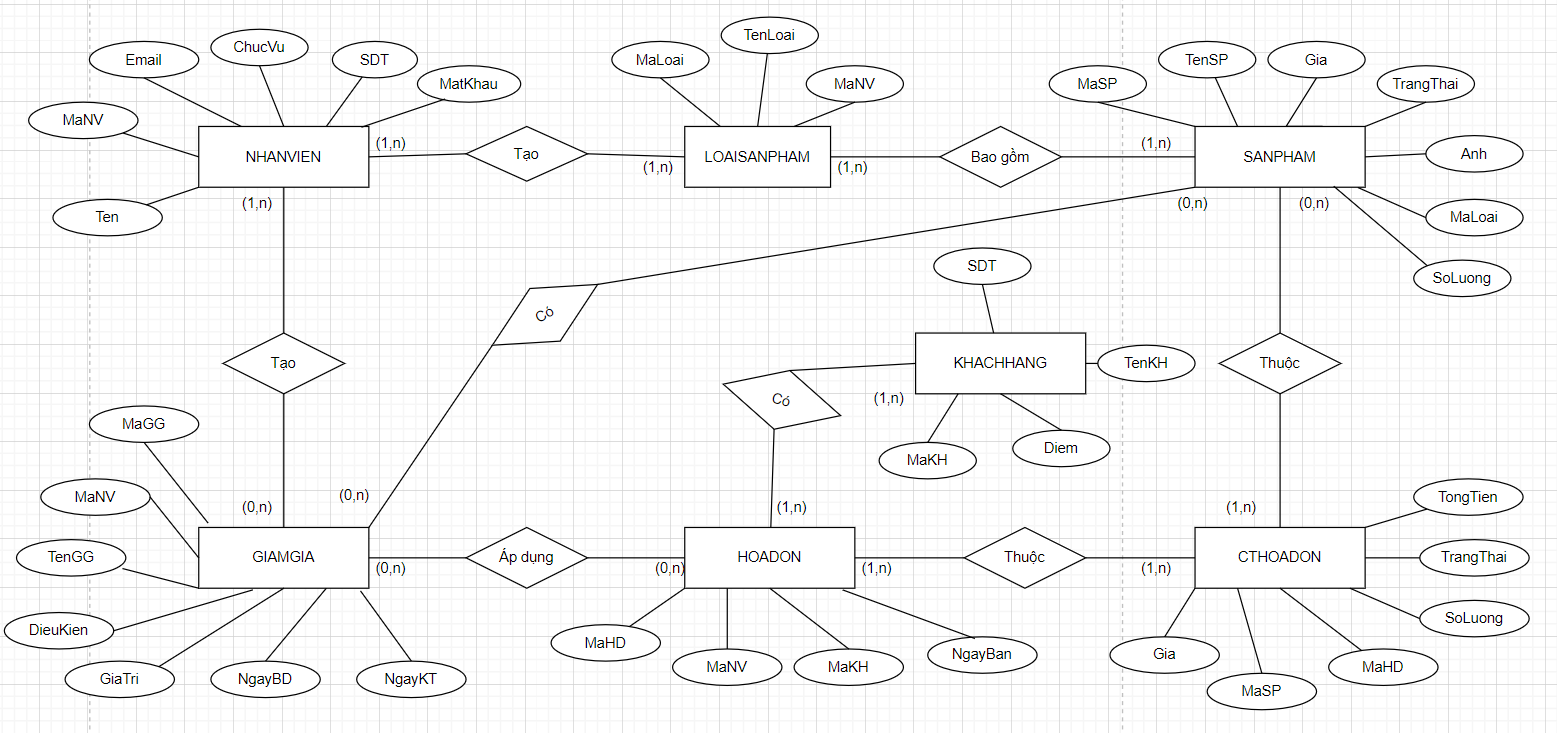 TenLoai
ChucVu
Email
SDT
MaLoai
TenSP
Gia
MatKhau
MaNV
MaSP
TrangThai
MaNV
(1,n)
(1,n)
NHANVIEN
Tạo
LOAISANPHAM
Bao gồm
SANPHAM
Anh
(1,n)
(1,n)
(1,n)
(0,n)
(0,n)
Ten
MaLoai
SDT
SoLuong
Có
Tạo
KHACHHANG
TenKH
Thuộc
(1,n)
Có
MaGG
Diem
MaKH
MaNV
(0,n)
TongTien
(0,n)
(1,n)
(1,n)
TenGG
GIAMGIA
Áp dụng
HOADON
Thuộc
CTHOADON
TrangThai
(0,n)
(0,n)
(1,n)
(1,n)
SoLuong
DieuKien
MaHD
NgayBan
Gia
GiaTri
NgayBD
NgayKT
MaNV
MaKH
MaHD
MaSP